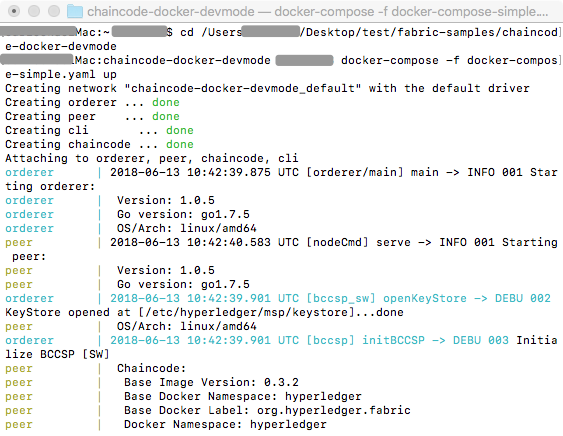 chaincode-docker-devmode — docker-compose -f docker-compose-simple....
Mac:~ $ cd /Users /Desktop/test/fabric-samples/chaincod
e-docker-devmode
Mac:chaincode-docker-devmode docker-compose -f docker-compos
e-simple.yaml up
Creating network "chaincode-docker-devmode_default" with the default driver
Creating orderer ... done
Creating peer ... done
Creating cli ... done
Creating chaincode ... done
Attaching to orderer, peer, chaincode, cli
orderer | 2018-06-13 10:42:39.875 UTC [orderer/main] main -> INFO 001 Star
ting orderer:
orderer | Version: 1.0.5
orderer | Go version: go1.7.5
orderer | OS/Arch: linux/amd64
peer | 2018-06-13 10:42:40.583 UTC [nodeCmd] serve -> INFO 001 Starting
peer:
peer | Version: 1.0.5
peer | Go version: go1.7.5
orderer | 2018-06-13 10:42:39.901 UTC [bccsp_sw] openKeyStore -> DEBU 002
KeyStore opened at [/etc/hyperledger/msp/keystore]...done
peer | OS/Arch: linux/amd64
orderer | 2018-06-13 10:42:39.901 UTC [bccsp] initBCCSP -> DEBU 003 Initia
lize BCCSP [SW]
peer | Chaincode:
peer | Base Image Version: 0.3.2
peer | Base Docker Namespace: hyperledger
peer | Base Docker Label: org.hyperledger.fabric
peer | Docker Namespace: hyperledger